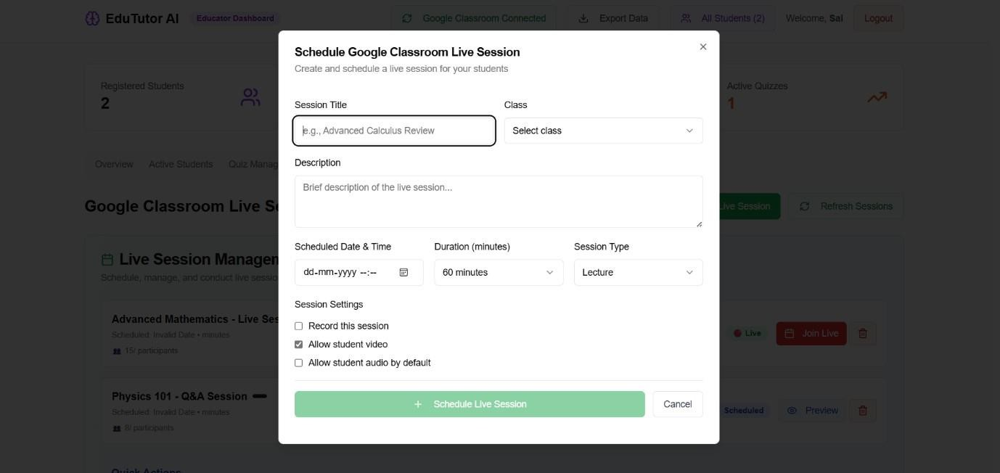 EduTutor AI Educator Dashboard Google Classroom Connected Export Data All Students (2) Welcome, Sai Logout
Schedule Google Classroom Live Session
Create and schedule a live session for your students
Registered Students
2
Active Quizzes
1
Session Title Class
e.g., Advanced Calculus Review Select class
Overview Active Students Quiz Manag
Description
Brief description of the live session...
Google Classroom Live Se
Live Session Refresh Sessions
Scheduled Date & Time Duration (minutes) Session Type
dd-mm-yyyy --:-- 60 minutes Lecture
Live Session Managem
Schedule, manage, and conduct live sessio
Session Settings
Record this session
Allow student video
Allow student audio by default
Advanced Mathematics - Live Ses
Scheduled: Invalid Date • minutes
15/ participants
Live Join Live
Schedule Live Session Cancel
Physics 101 - Q&A Session
Scheduled: Invalid Date • minutes
8/ participants
Scheduled Preview
Quick Actions